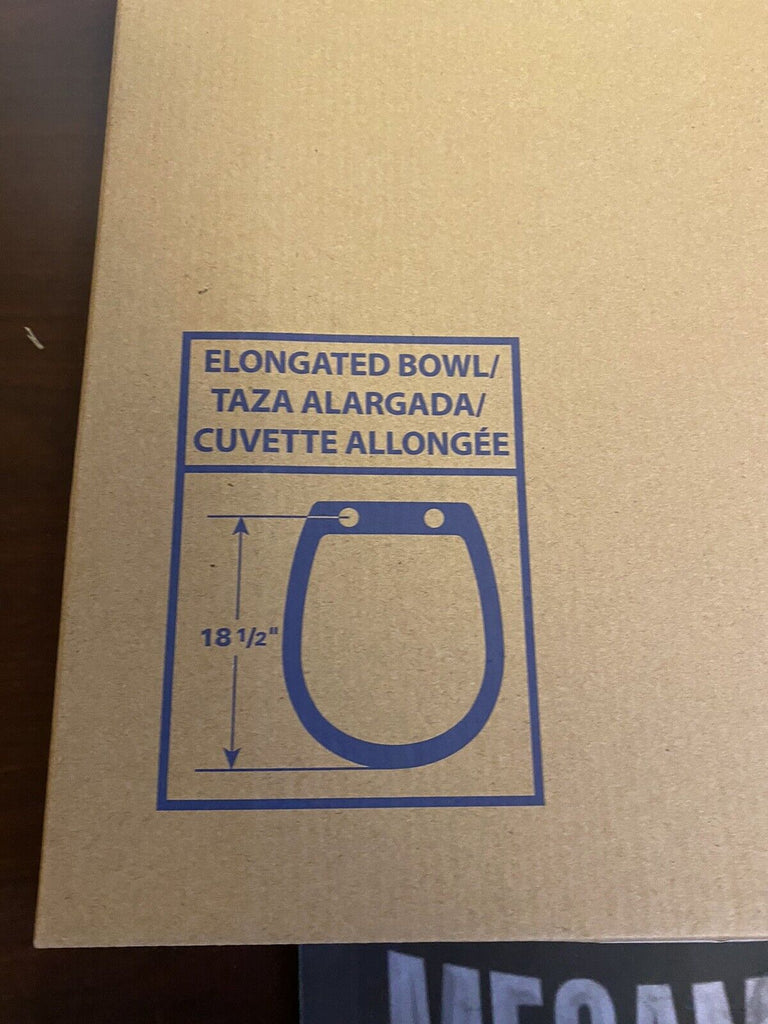 ELONGATED BOWL/
TAZA ALARGADA/
CUVETTE ALLONGÉE
18 1/2"